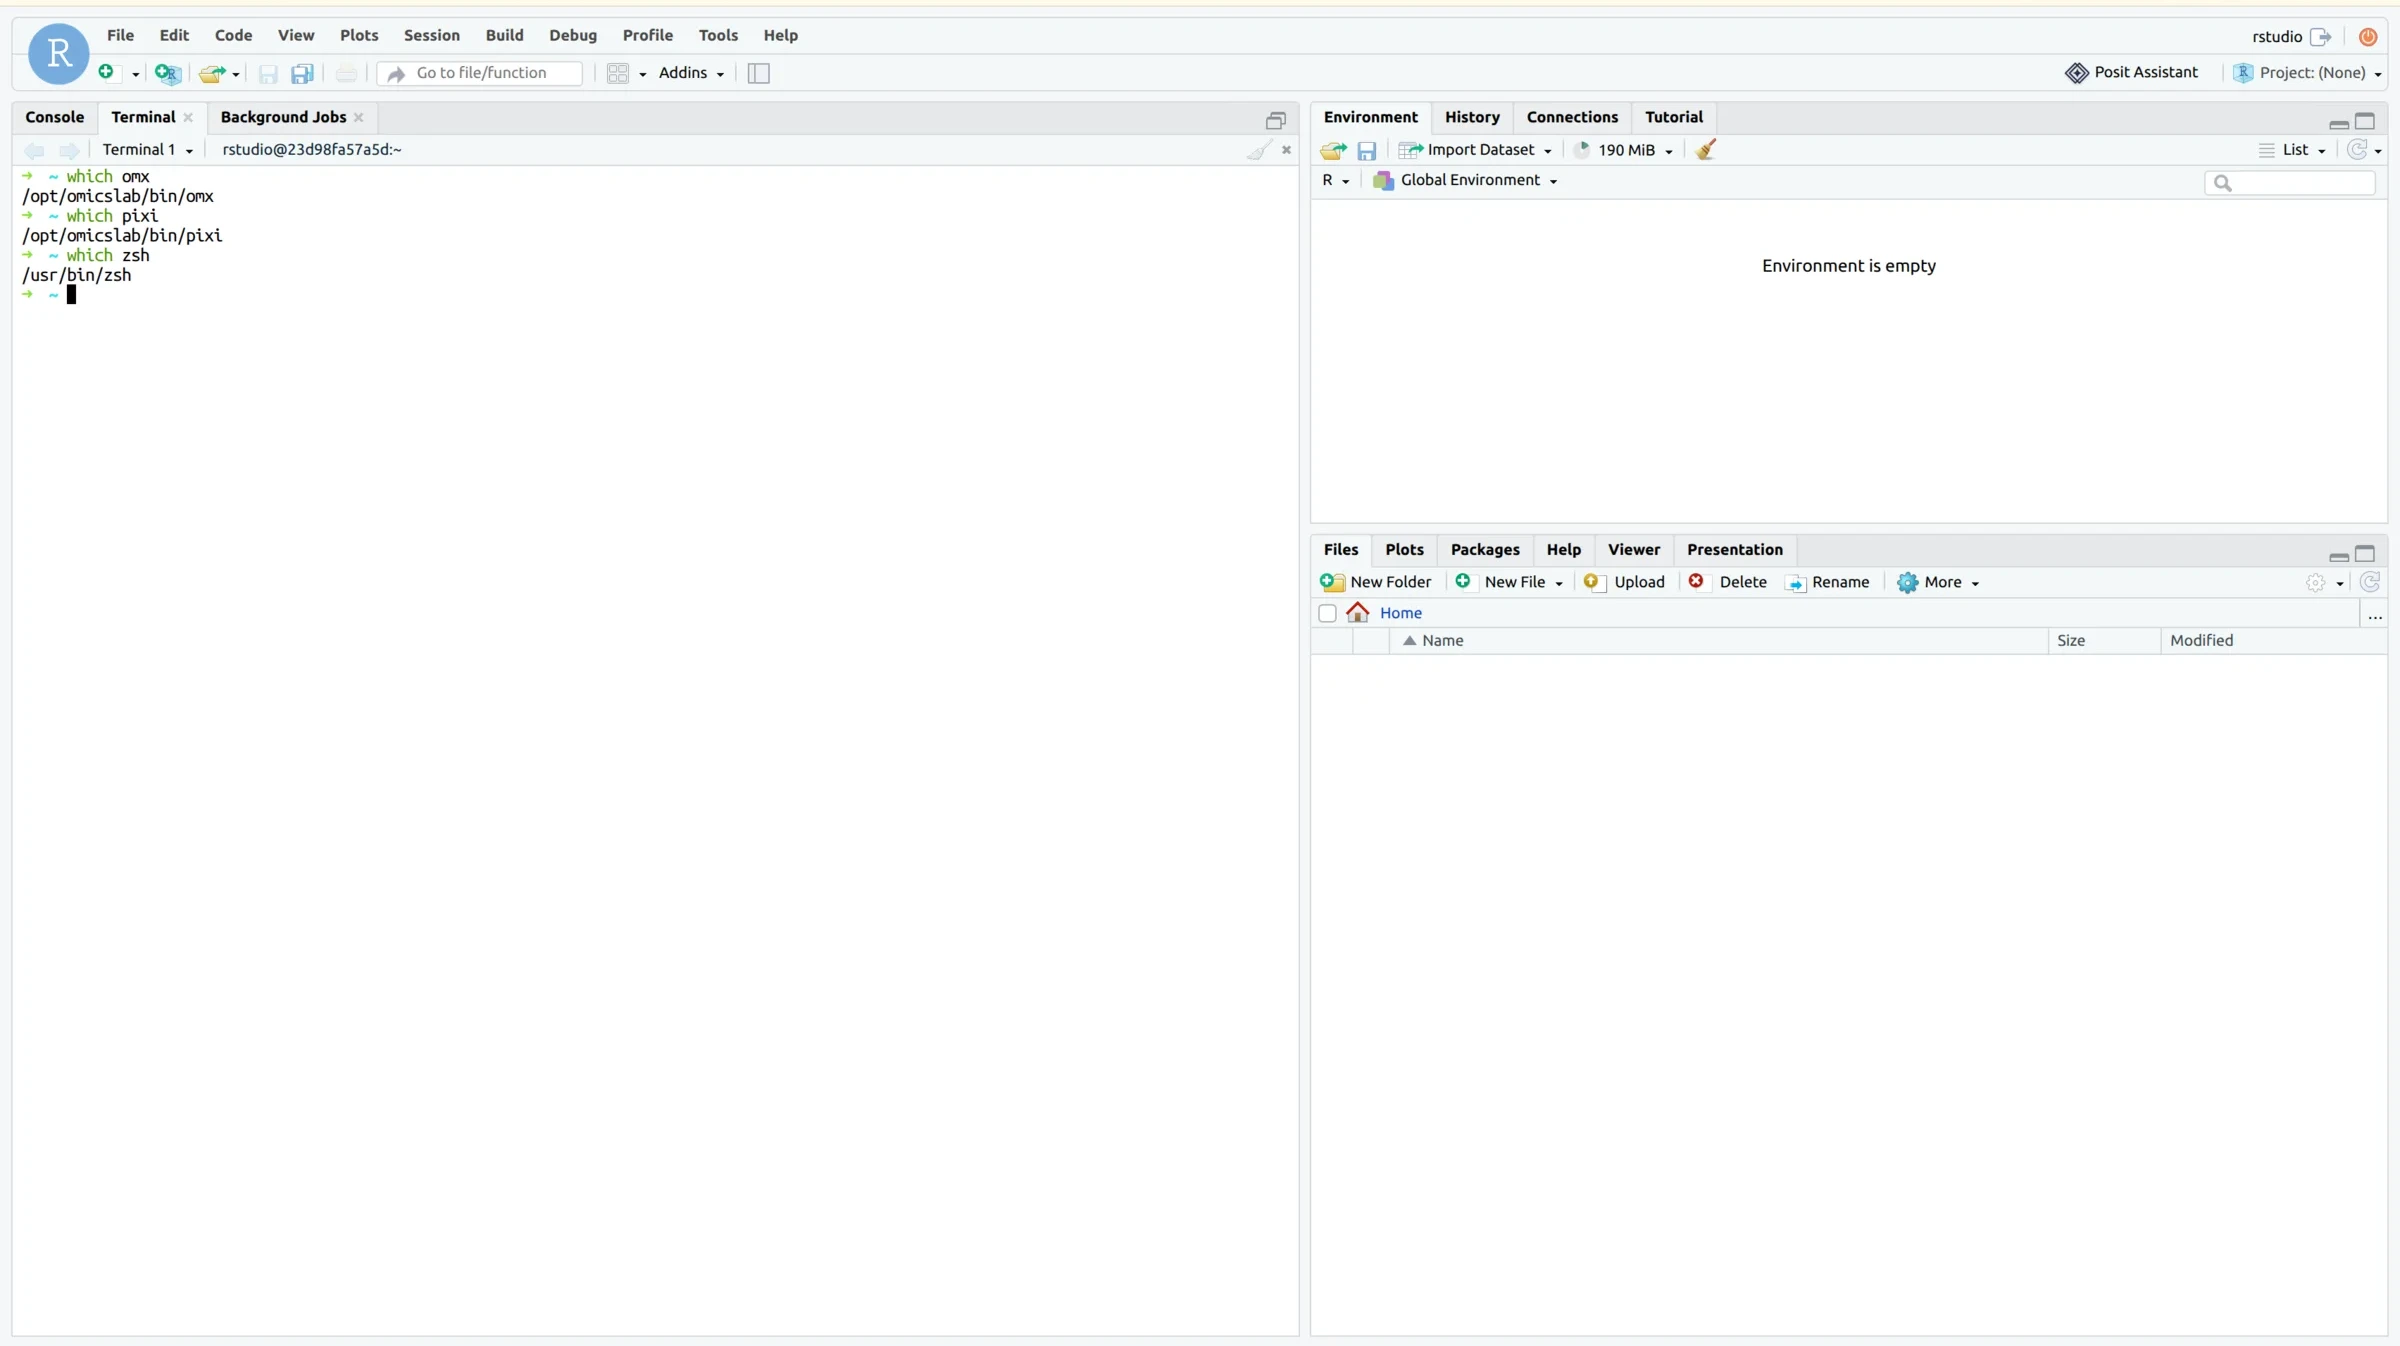 R
File Edit Code View Plots Session Build Debug Profile Tools Help
rstudio
R
Go to file/function
Addins
Posit Assistant
R
Project: (None)
Console
Terminal
Background Jobs
Terminal 1
rstudio@23d98fa57a5d:~
➜ ~ which omx
/opt/omicslab/bin/omx
➜ ~ which pixi
/opt/omicslab/bin/pixi
➜ ~ which zsh
/usr/bin/zsh
➜ ~
Environment
History
Connections
Tutorial
Import Dataset
190 MiB
List
R
Global Environment
Environment is empty
Files
Plots
Packages
Help
Viewer
Presentation
New Folder
New File
Upload
Delete
Rename
More
Home
...
Name
Size
Modified